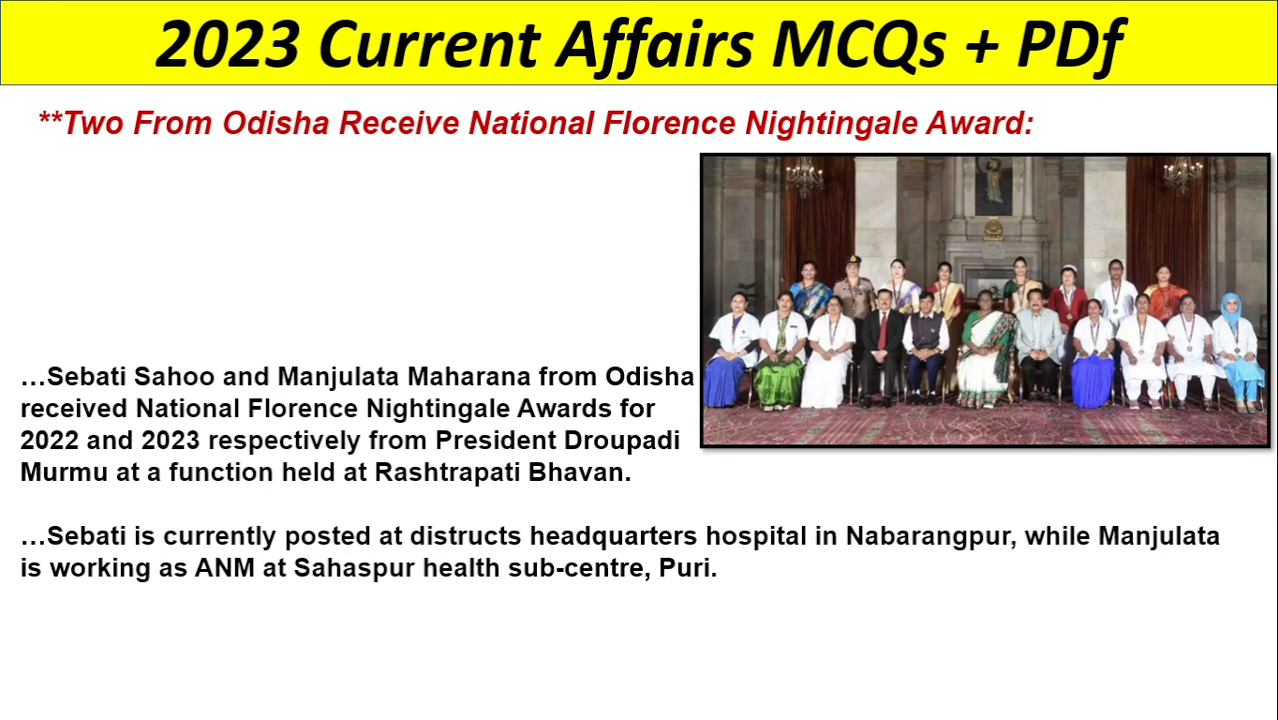 2023 Current Affairs MCQs + PDf
**Two From Odisha Receive National Florence Nightingale Award:
...Sebati Sahoo and Manjulata Maharana from Odisha
received National Florence Nightingale Awards for
2022 and 2023 respectively from President Droupadi
Murmu at a function held at Rashtrapati Bhavan.
...Sebati is currently posted at distructs headquarters hospital in Nabarangpur, while Manjulata
is working as ANM at Sahaspur health sub-centre, Puri.